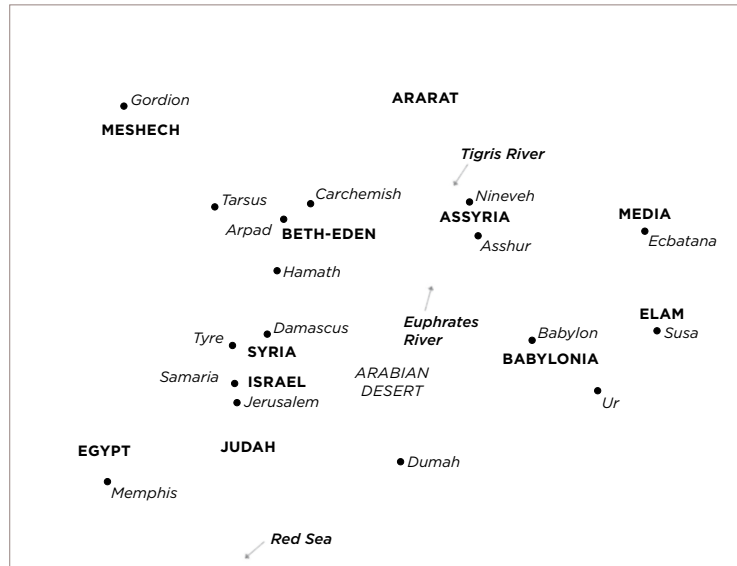 ARARAT
Gordion
MESHECH
Tigris River
Tarsus
Carchemish
Nineveh
Arpad
BETH-EDEN
ASSYRIA
MEDIA
Asshur
Ecbatana
Hamath
Euphrates
River
ELAM
Tyre
Damascus
Babylon
Susa
SYRIA
BABYLONIA
Samaria
ISRAEL
ARABIAN
DESERT
Jerusalem
Ur
EGYPT
JUDAH
Dumah
Memphis
Red Sea